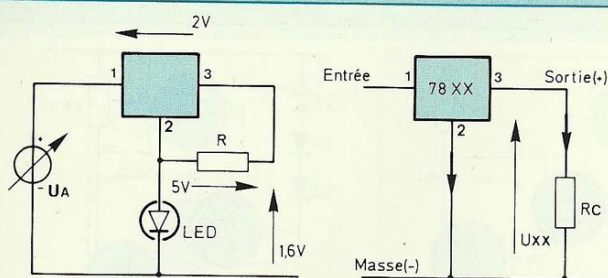 2V
1
3
2
R
+
- UA
5V
LED
1,6V
Entrée
1
78 XX
3
Sortie(+)
2
Uxx
Rc
Masse(-)